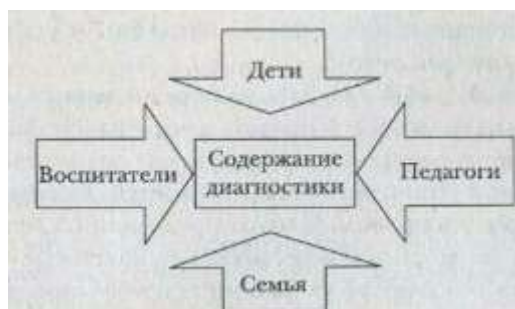 Дети
Воспитатели
Содержание
диагностики
Педагоги
Семья